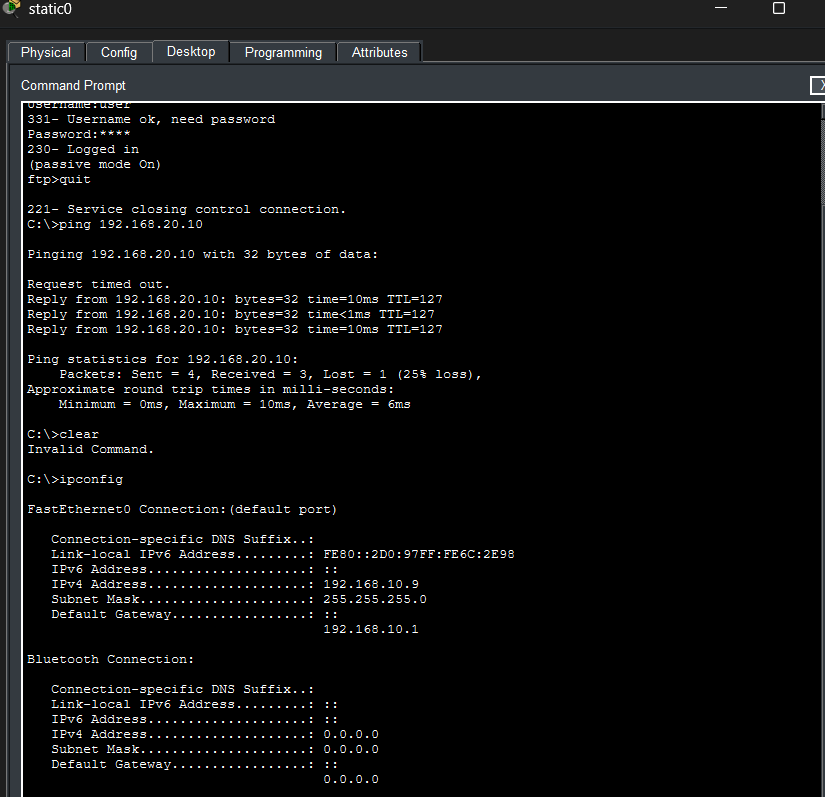 static0
Physical Config Desktop Programming Attributes
Command Prompt
X
Username:user
331- Username ok, need password
Password:****
230- Logged in
(passive mode On)
ftp>quit
221- Service closing control connection.
C:\>ping 192.168.20.10
Pinging 192.168.20.10 with 32 bytes of data:
Request timed out.
Reply from 192.168.20.10: bytes=32 time=10ms TTL=127
Reply from 192.168.20.10: bytes=32 time<1ms TTL=127
Reply from 192.168.20.10: bytes=32 time=10ms TTL=127
Ping statistics for 192.168.20.10:
Packets: Sent = 4, Received = 3, Lost = 1 (25% loss),
Approximate round trip times in milli-seconds:
Minimum = 0ms, Maximum = 10ms, Average = 6ms
C:\>clear
Invalid Command.
C:\>ipconfig
FastEthernet0 Connection:(default port)
Connection-specific DNS Suffix..:
Link-local IPv6 Address.........: FE80::2D0:97FF:FE6C:2E98
IPv6 Address....................: ::
IPv4 Address....................: 192.168.10.9
Subnet Mask.....................: 255.255.255.0
Default Gateway.................: ::
192.168.10.1
Bluetooth Connection:
Connection-specific DNS Suffix..:
Link-local IPv6 Address.........: ::
IPv6 Address....................: ::
IPv4 Address....................: 0.0.0.0
Subnet Mask.....................: 0.0.0.0
Default Gateway.................: ::
0.0.0.0